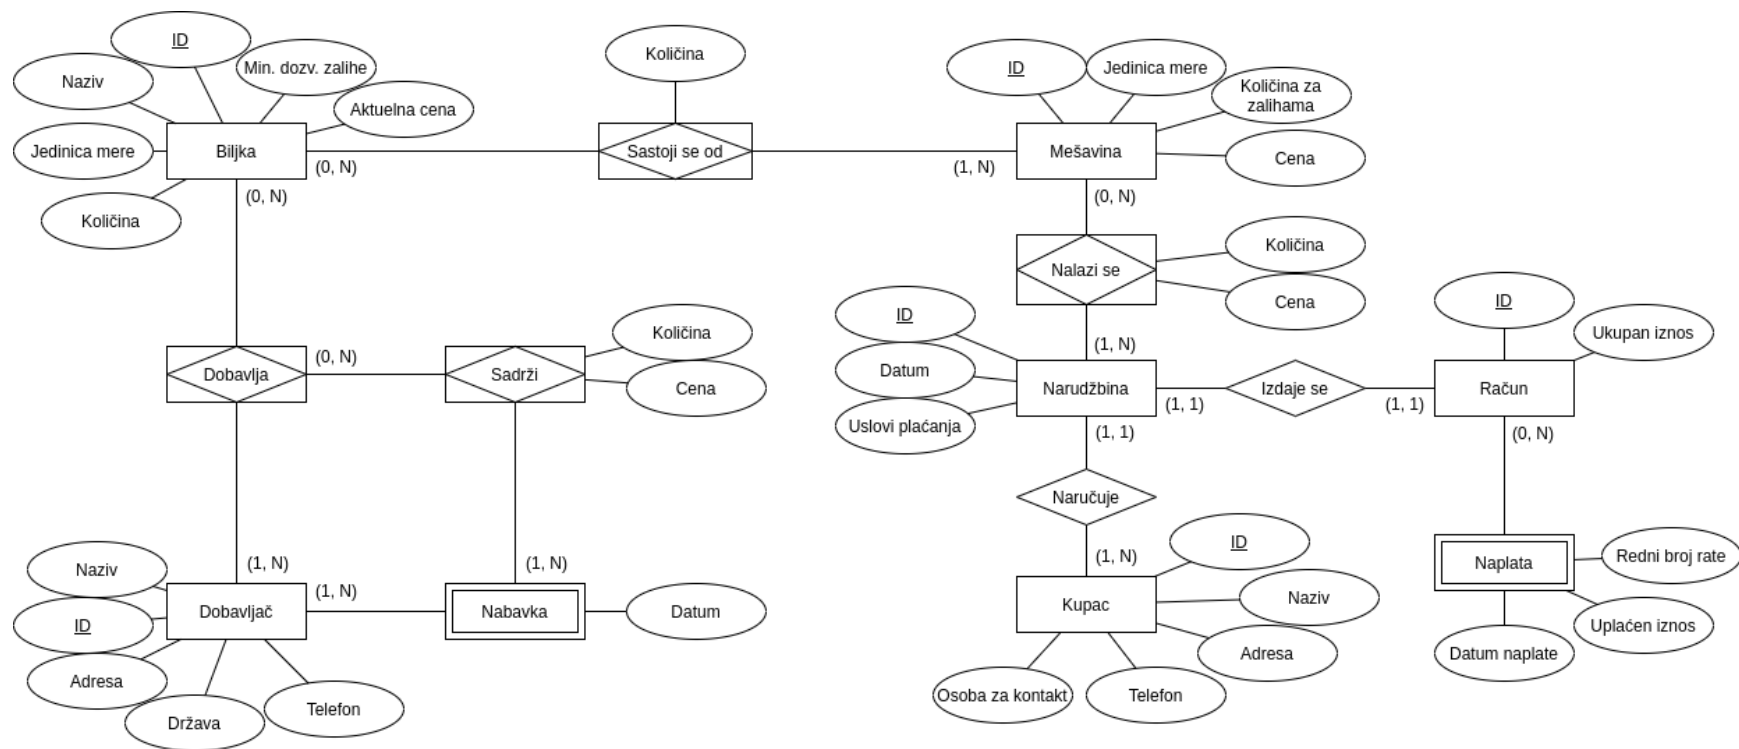 ID
Naziv
Min. dozv. zalihe
Aktuelna cena
Jedinica mere
Biljka
Količina
(0, N)
(0, N)
Količina
Sastoji se od
(1, N)
ID
Jedinica mere
Količina za
zalihama
Mešavina
Cena
(0, N)
Nalazi se
Količina
Cena
(1, N)
Dobavlja
(0, N)
Sadrži
Količina
Cena
ID
Datum
Uslovi plaćanja
Narudžbina
(1, 1)
(1, 1)
Izdaje se
(1, 1)
Račun
ID
Ukupan iznos
(0, N)
Naručuje
(1, N)
Kupac
ID
Naziv
Adresa
Telefon
Osoba za kontakt
Naplata
Redni broj rate
Uplaćen iznos
Datum naplate
(1, N)
(1, N)
(1, N)
Naziv
ID
Adresa
Država
Telefon
Dobavljač
Nabavka
Datum